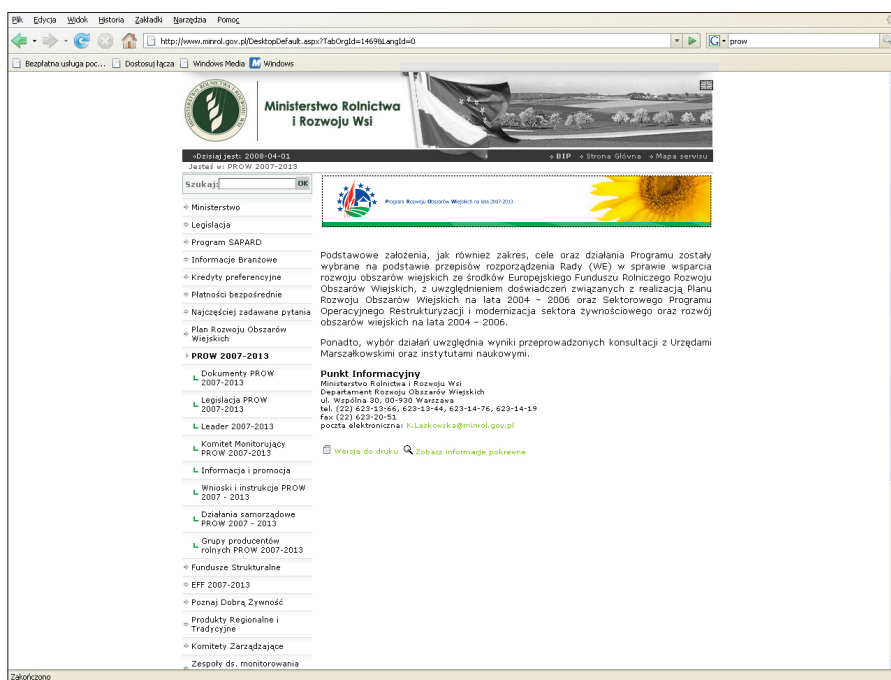 Plik Edycja Widok Historia Zakładki Narzędzia Pomoc
http://www.minrol.gov.pl/DesktopDefault.aspx?TabOrgId=1469&LangId=0
prow
Bezpłatna usługa poc... Dostosuj łącza Windows Media Windows
MINISTERSTWO ROLNICTWA I ROZWOJU WSI
Ministerstwo Rolnictwa
i Rozwoju Wsi
Dzisiaj jest: 2008-04-01
BIP Strona Główna Mapa serwisu
Jesteś w: PROW 2007-2013
Szukaj: OK
Ministerstwo
Legislacja
Program SAPARD
Informacje Branżowe
Kredyty preferencyjne
Płatności bezpośrednie
Najczęściej zadawane pytania
Plan Rozwoju Obszarów
Wiejskich
PROW 2007-2013
Dokumenty PROW
2007-2013
Legislacja PROW
2007-2013
Leader 2007-2013
Komitet Monitorujący
PROW 2007-2013
Informacja i promocja
Wnioski i instrukcje PROW
2007 - 2013
Działania samorządowe
PROW 2007 - 2013
Grupy producentów
rolnych PROW 2007-2013
Fundusze Strukturalne
EFF 2007-2013
Poznaj Dobrą Żywność
Produkty Regionalne i
Tradycyjne
Komitety Zarządzające
Zespoły ds. monitorowania
Program Rozwoju Obszarów Wiejskich na lata 2007-2013
Podstawowe założenia, jak również zakres, cele oraz działania Programu zostały
wybrane na podstawie przepisów rozporządzenia Rady (WE) w sprawie wsparcia
rozwoju obszarów wiejskich ze środków Europejskiego Funduszu Rolniczego Rozwoju
Obszarów Wiejskich, z uwzględnieniem doświadczeń związanych z realizacją Planu
Rozwoju Obszarów Wiejskich na lata 2004 – 2006 oraz Sektorowego Programu
Operacyjnego Restrukturyzacji i modernizacja sektora żywnościowego oraz rozwój
obszarów wiejskich na lata 2004 – 2006.
Ponadto, wybór działań uwzględnia wyniki przeprowadzonych konsultacji z Urzędami
Marszałkowskimi oraz instytutami naukowymi.
Punkt Informacyjny
Ministerstwo Rolnictwa i Rozwoju Wsi
Departament Rozwoju Obszarów Wiejskich
ul. Wspólna 30, 00-930 Warszawa
tel. (22) 623-13-66, 623-13-44, 623-14-76, 623-14-19
fax (22) 623-20-51
poczta elektroniczna: K.Laskowska@minrol.gov.pl
Wersja do druku Zobacz informacje pokrewne
Zakończono